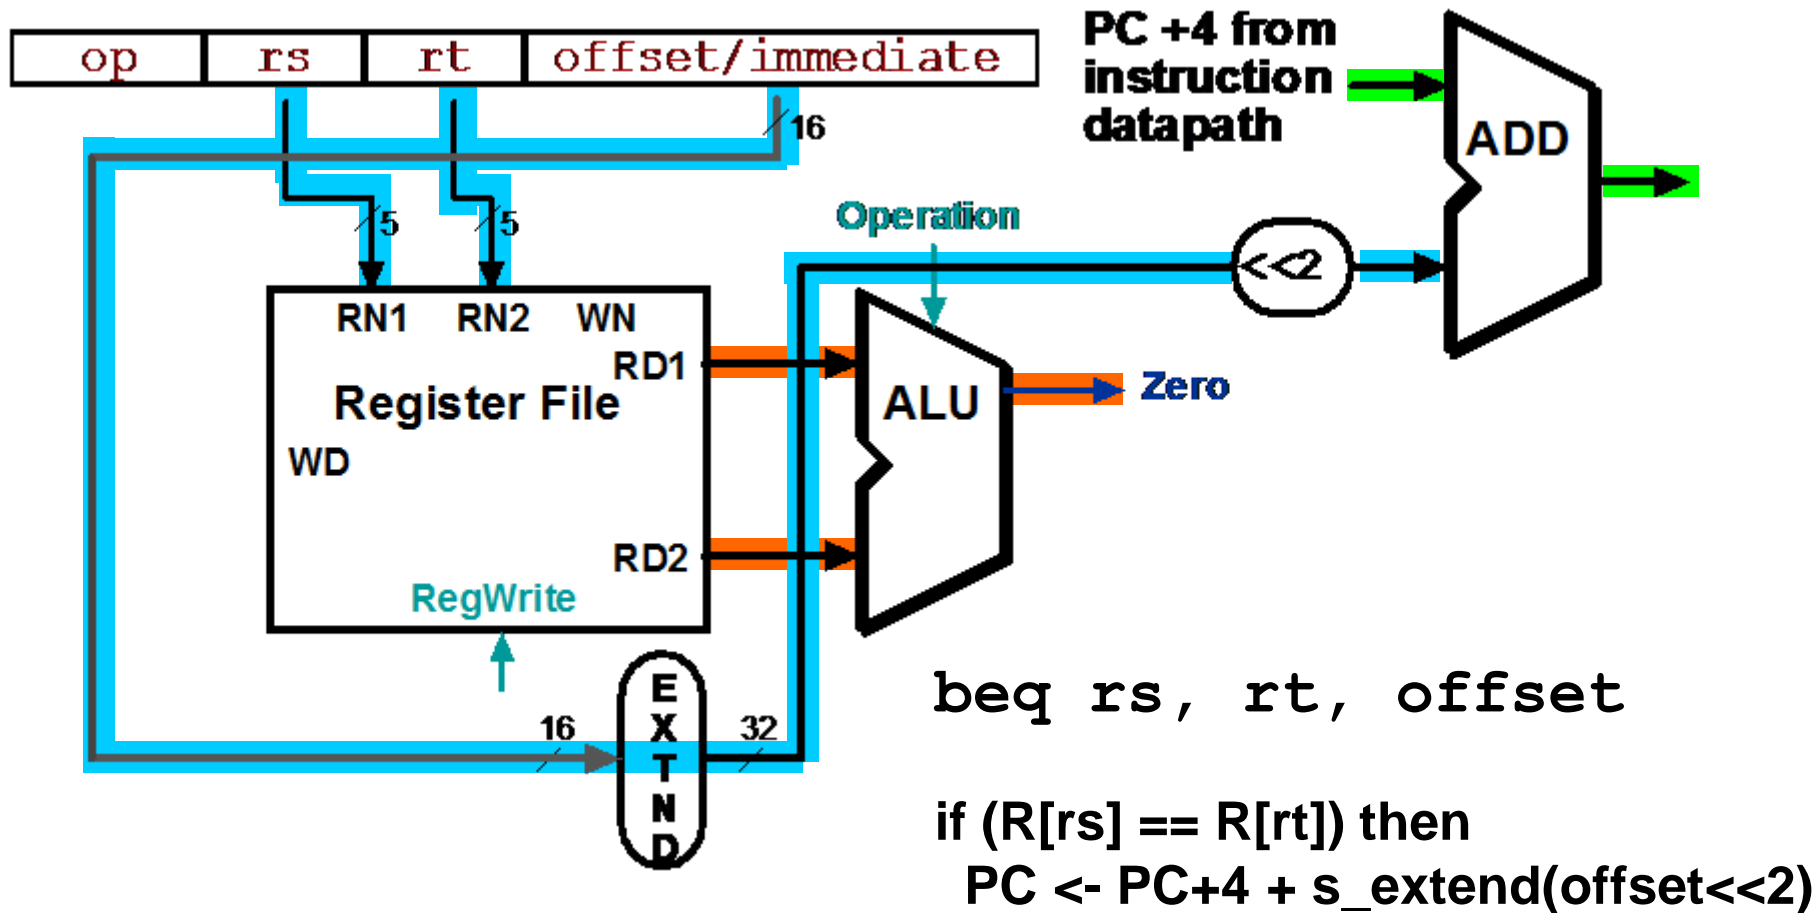 op rs rt offset/immediate
PC +4 from
instruction
datapath
16
ADD
5 5
Operation
<<2
RN1 RN2 WN
RD1
Register File
ALU
Zero
WD
RD2
RegWrite
16
EXTND
32
beq rs, rt, offset
if (R[rs] == R[rt]) then
PC <- PC+4 + s_extend(offset<<2)